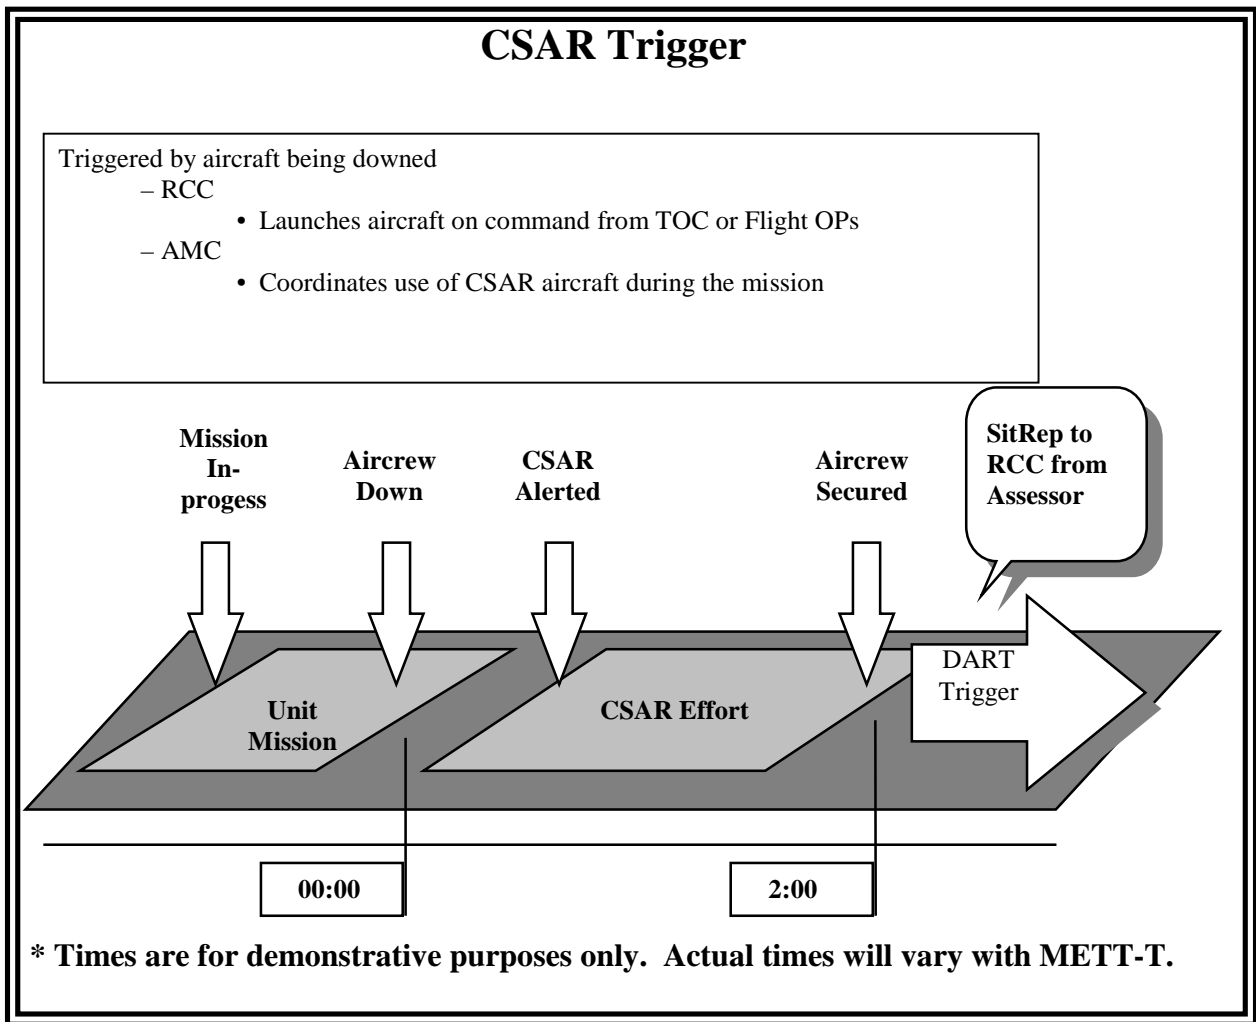 CSAR Trigger
Triggered by aircraft being downed
– RCC
• Launches aircraft on command from TOC or Flight OPs
– AMC
• Coordinates use of CSAR aircraft during the mission
Mission
In-
progess
Aircrew
Down
CSAR
Alerted
Aircrew
Secured
SitRep to
RCC from
Assessor
Unit
Mission
CSAR Effort
DART
Trigger
00:00
2:00
* Times are for demonstrative purposes only. Actual times will vary with METT-T.